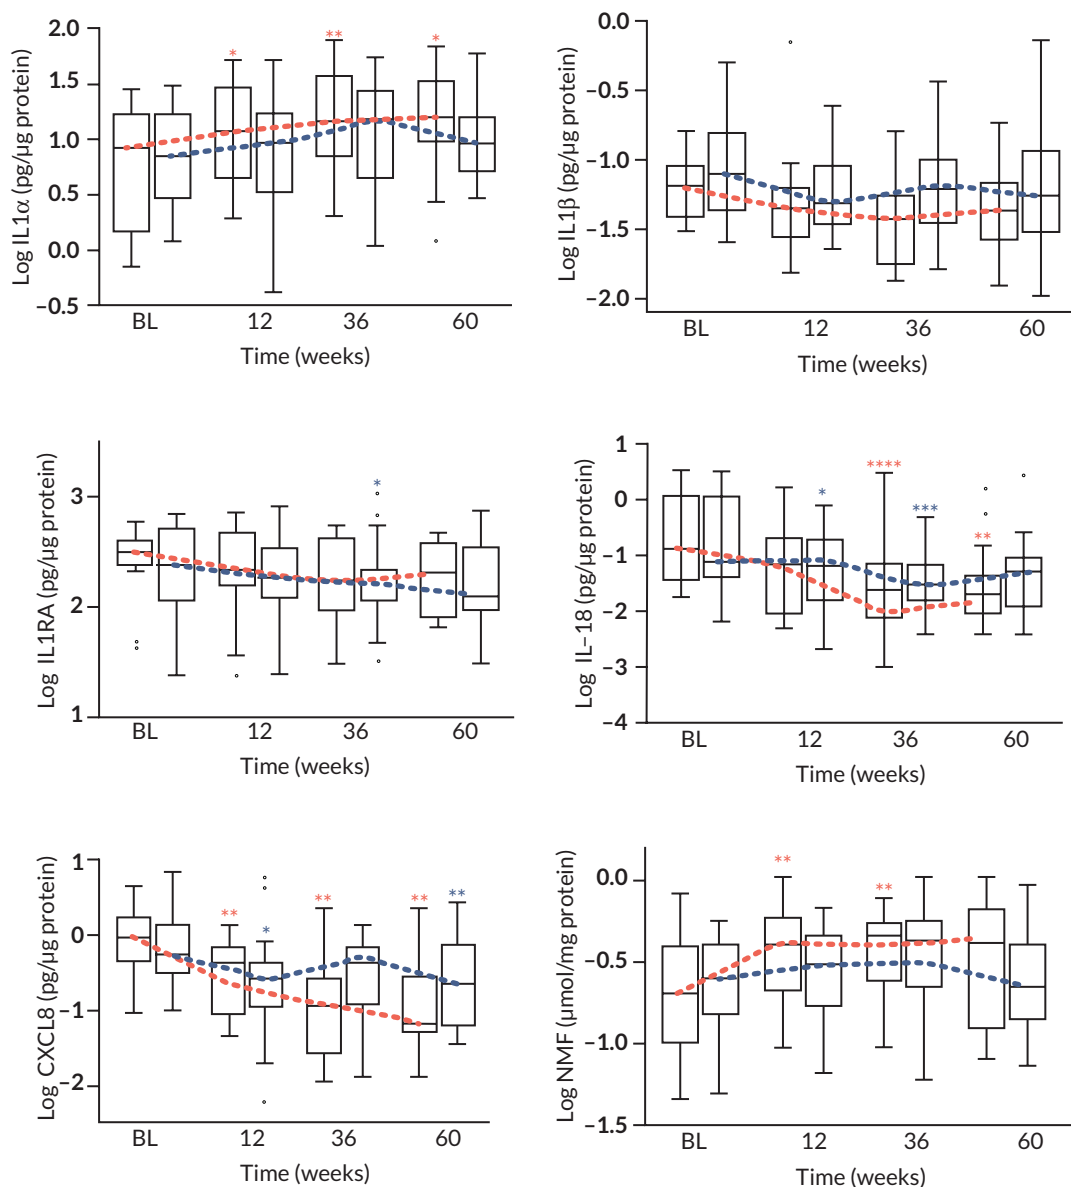 Log IL1α (pg/µg protein)
2.0
1.5
1.0
0.5
0.0
−0.5
* ** *
BL 12 36 60
Time (weeks)
Log IL1β (pg/µg protein)
0.0
−0.5
−1.0
−1.5
−2.0
BL 12 36 60
Time (weeks)
Log IL1RA (pg/µg protein)
3
2
1
*
BL 12 36 60
Time (weeks)
Log IL−18 (pg/µg protein)
1
0
−1
−2
−3
−4
* **** *** **
BL 12 36 60
Time (weeks)
Log CXCL8 (pg/µg protein)
1
0
−1
−2
** * ** ** **
BL 12 36 60
Time (weeks)
Log NMF (µmol/mg protein)
0.0
−0.5
−1.0
−1.5
** **
BL 12 36 60
Time (weeks)